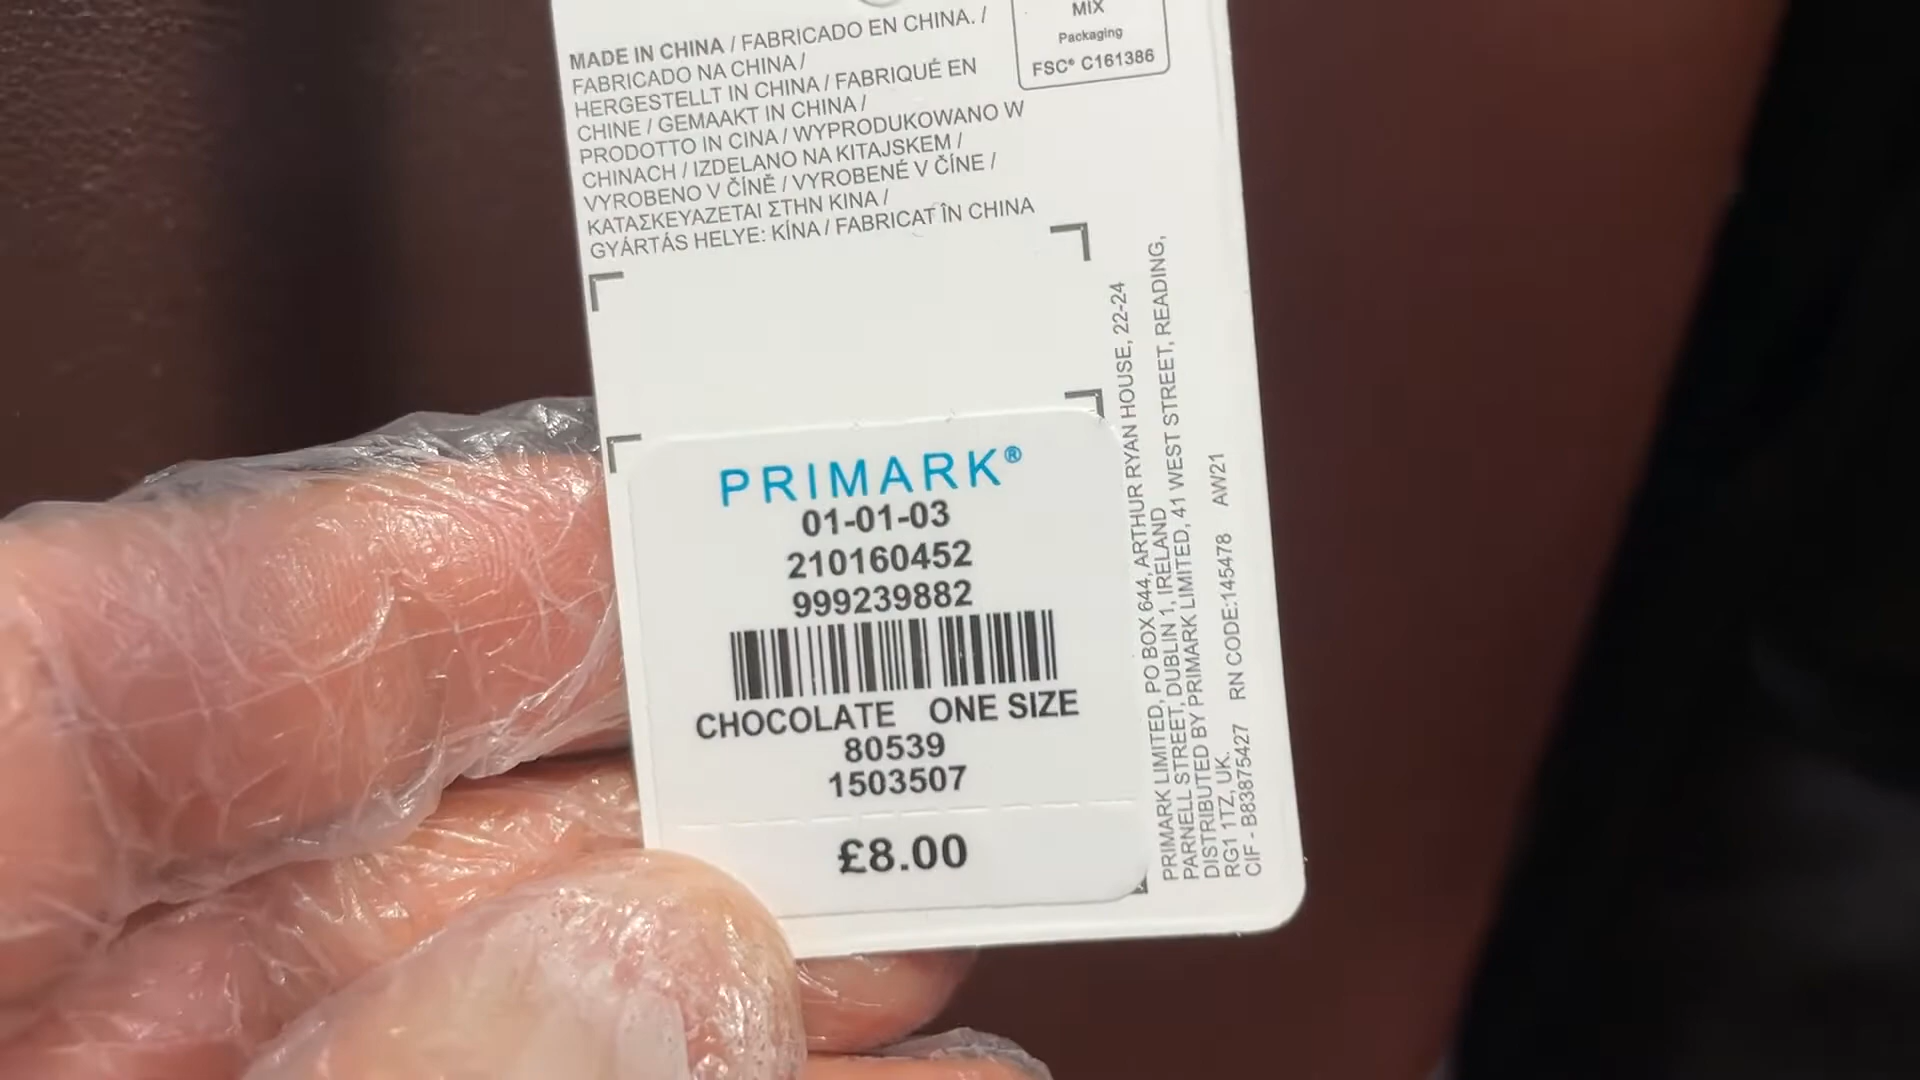 MIX
Packaging
FSC® C161386
MADE IN CHINA / FABRICADO EN CHINA. /
FABRICADO NA CHINA /
HERGESTELLT IN CHINA / FABRIQUÉ EN
CHINE / GEMAAKT IN CHINA /
PRODOTTO IN CINA / WYPRODUKOWANO W
CHINACH / IZDELANO NA KITAJSKEM /
VYROBENO V ČÍNĚ / VYROBENÉ V ČÍNE /
ΚΑΤΑΣΚΕΥΑΖΕΤΑΙ ΣΤΗΝ ΚΙΝΑ /
GYÁRTÁS HELYE: KÍNA / FABRICAT ÎN CHINA
PRIMARK®
01-01-03
210160452
999239882
CHOCOLATE ONE SIZE
80539
1503507
£8.00
PRIMARK LIMITED, PO BOX 644, ARTHUR RYAN HOUSE, 22-24
PARNELL STREET, DUBLIN 1, IRELAND
DISTRIBUTED BY PRIMARK LIMITED, 41 WEST STREET, READING,
RG1 1TZ, UK.
CIF - B83875427 RN CODE:145478 AW21